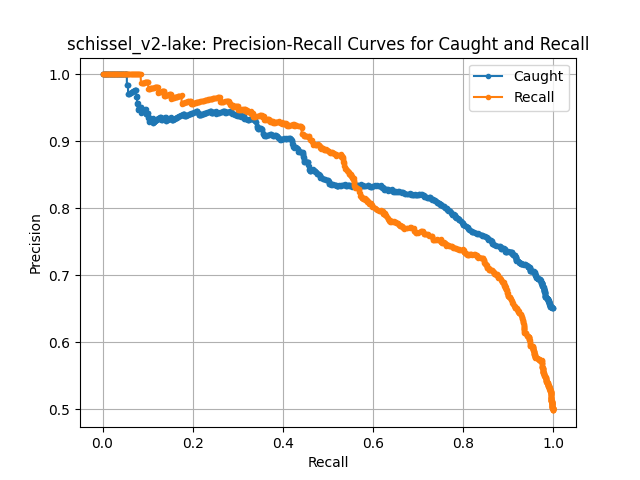 schissel_v2-lake: Precision-Recall Curves for Caught and Recall
Caught
Recall
1.0
0.9
0.8
0.7
0.6
0.5
Precision
0.0 0.2 0.4 0.6 0.8 1.0
Recall